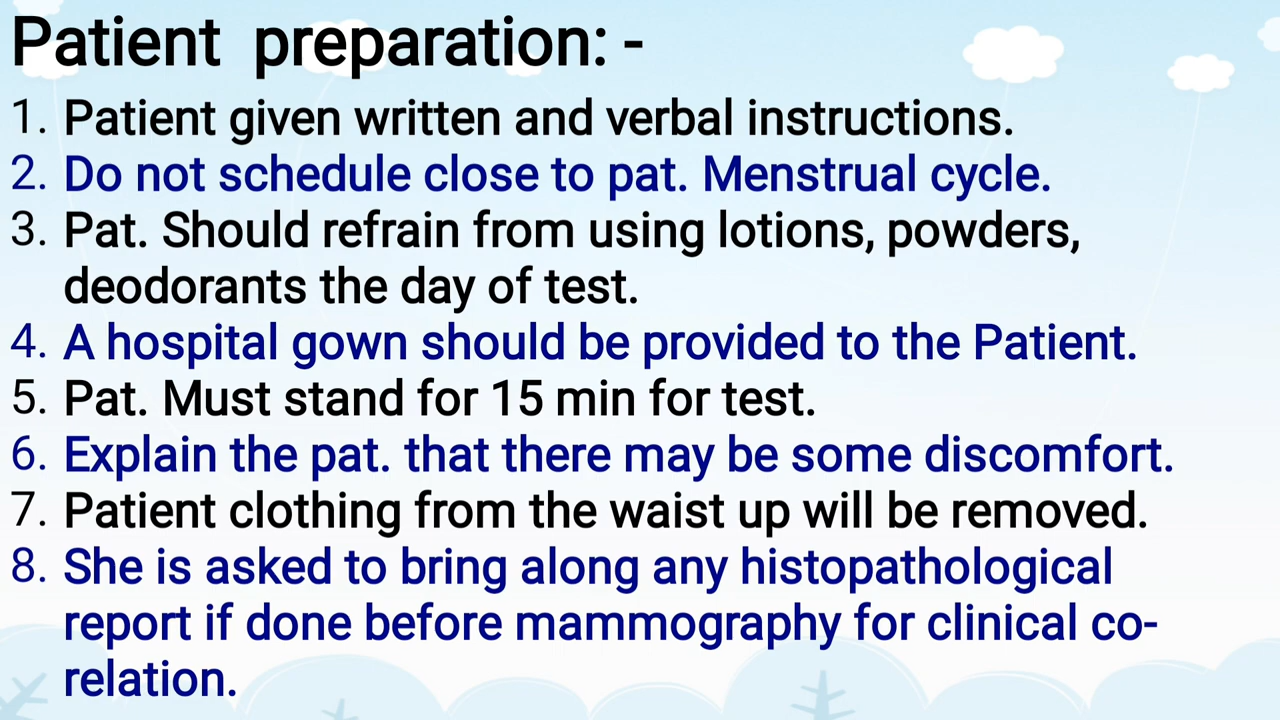 Patient preparation: -
1. Patient given written and verbal instructions.
2. Do not schedule close to pat. Menstrual cycle.
3. Pat. Should refrain from using lotions, powders,
deodorants the day of test.
4. A hospital gown should be provided to the Patient.
5. Pat. Must stand for 15 min for test.
6. Explain the pat. that there may be some discomfort.
7. Patient clothing from the waist up will be removed.
8. She is asked to bring along any histopathological
report if done before mammography for clinical co-
relation.